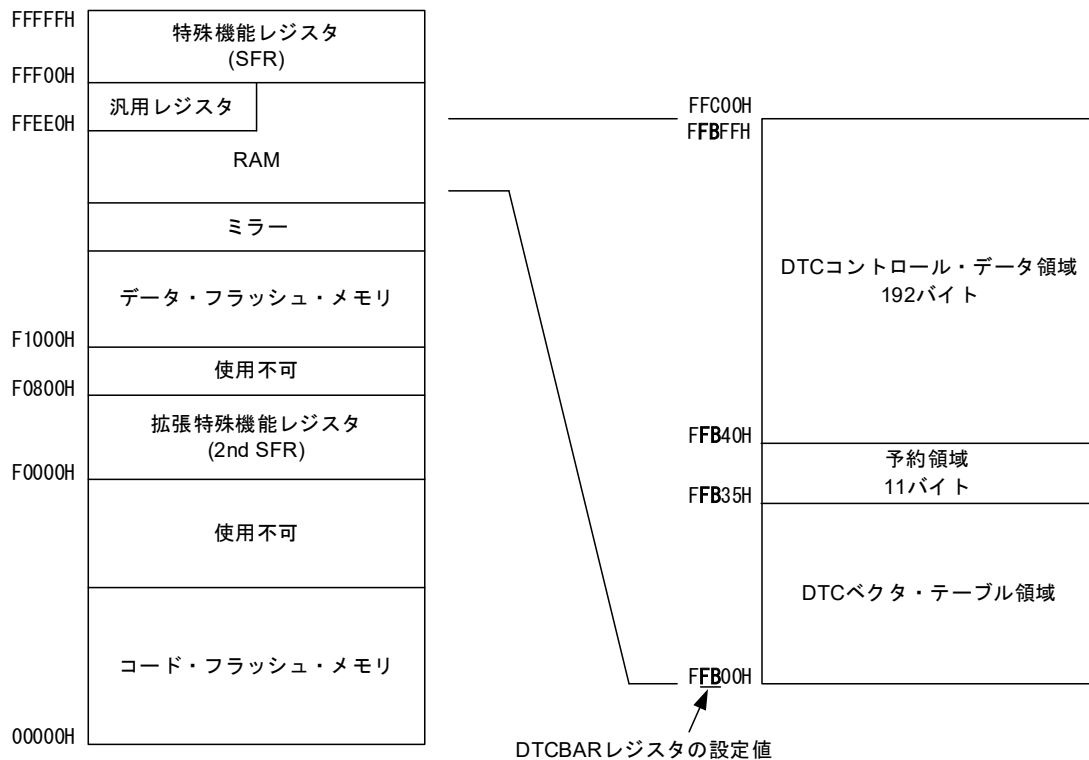 FFFFFH
特殊機能レジスタ
(SFR)
FFF00H
汎用レジスタ
FFEE0H
RAM
ミラー
データ・フラッシュ・メモリ
F1000H
使用不可
F0800H
拡張特殊機能レジスタ
(2nd SFR)
F0000H
使用不可
コード・フラッシュ・メモリ
00000H
FFC00H
FFBFFH
DTCコントロール・データ領域
192バイト
FFB40H
予約領域
11バイト
FFB35H
DTCベクタ・テーブル領域
FFB00H
DTCBARレジスタの設定値